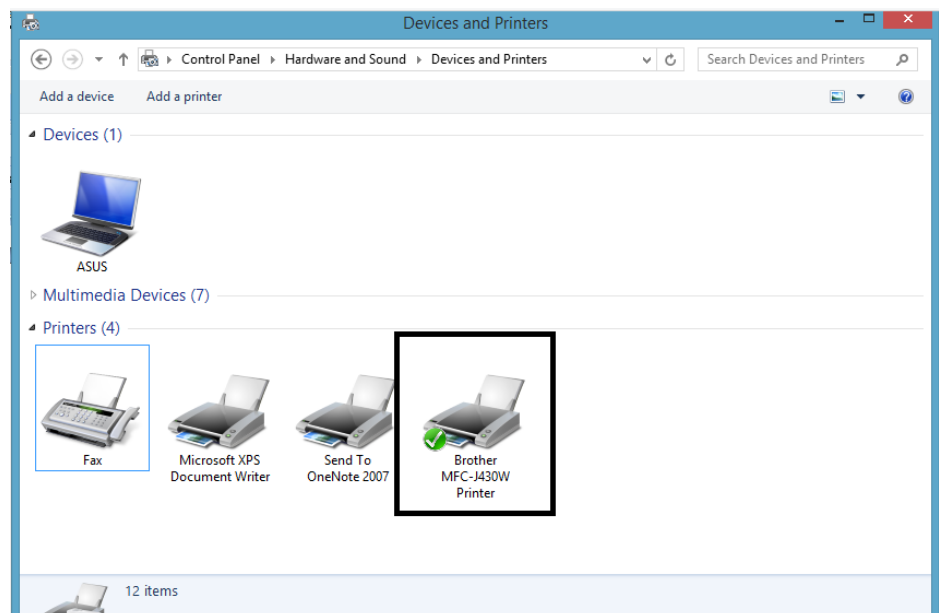 Devices and Printers
Control Panel Hardware and Sound Devices and Printers
Search Devices and Printers
Add a device Add a printer
Devices (1)
ASUS
Multimedia Devices (7)
Printers (4)
Fax
Microsoft XPS
Document Writer
Send To
OneNote 2007
Brother
MFC-J430W
Printer
12 items